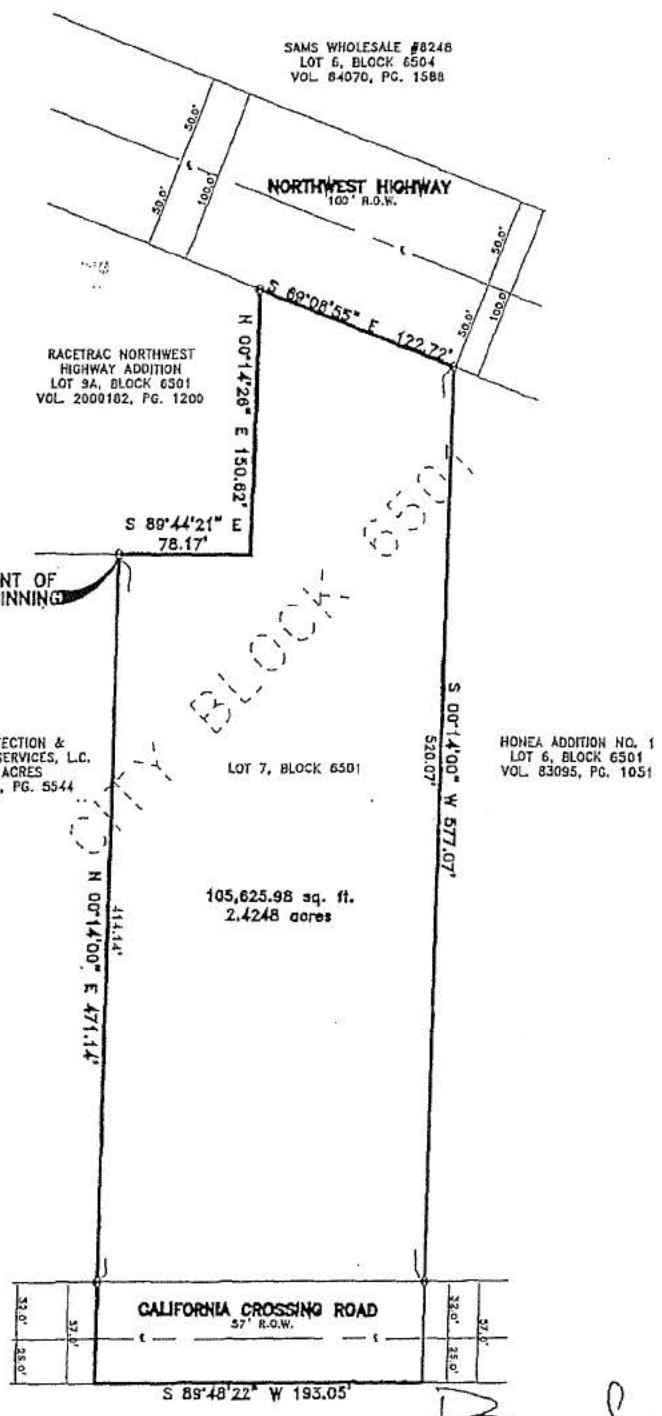 SAMS WHOLESALE #8248
LOT 6, BLOCK 6504
VOL. 84070, PG. 1588
50.0'
50.0'
100.0'
NORTHWEST HIGHWAY
100' R.O.W.
50.0'
50.0'
100.0'
S 69°08'55" E 122.72'
RACETRAC NORTHWEST
HIGHWAY ADDITION
LOT 9A, BLOCK 6501
VOL. 2000182, PG. 1200
N 00°14'26" E 150.62'
S 89°44'21" E
78.17'
NT OF
INNING
CITY BLOCK 6501
ECTION &
SERVICES, L.C.
ACRES
, PG. 5544
LOT 7, BLOCK 6501
S 00°14'00" W 577.07'
520.07'
HONEA ADDITION NO. 1
LOT 6, BLOCK 6501
VOL. 83095, PG. 1051
105,625.98 sq. ft.
2.4248 acres
N 00°14'00" E 471.14'
414.14'
CALIFORNIA CROSSING ROAD
57' R.O.W.
32.0'
25.0'
57.0'
32.0'
25.0'
57.0'
S 89°48'22" W 193.05'